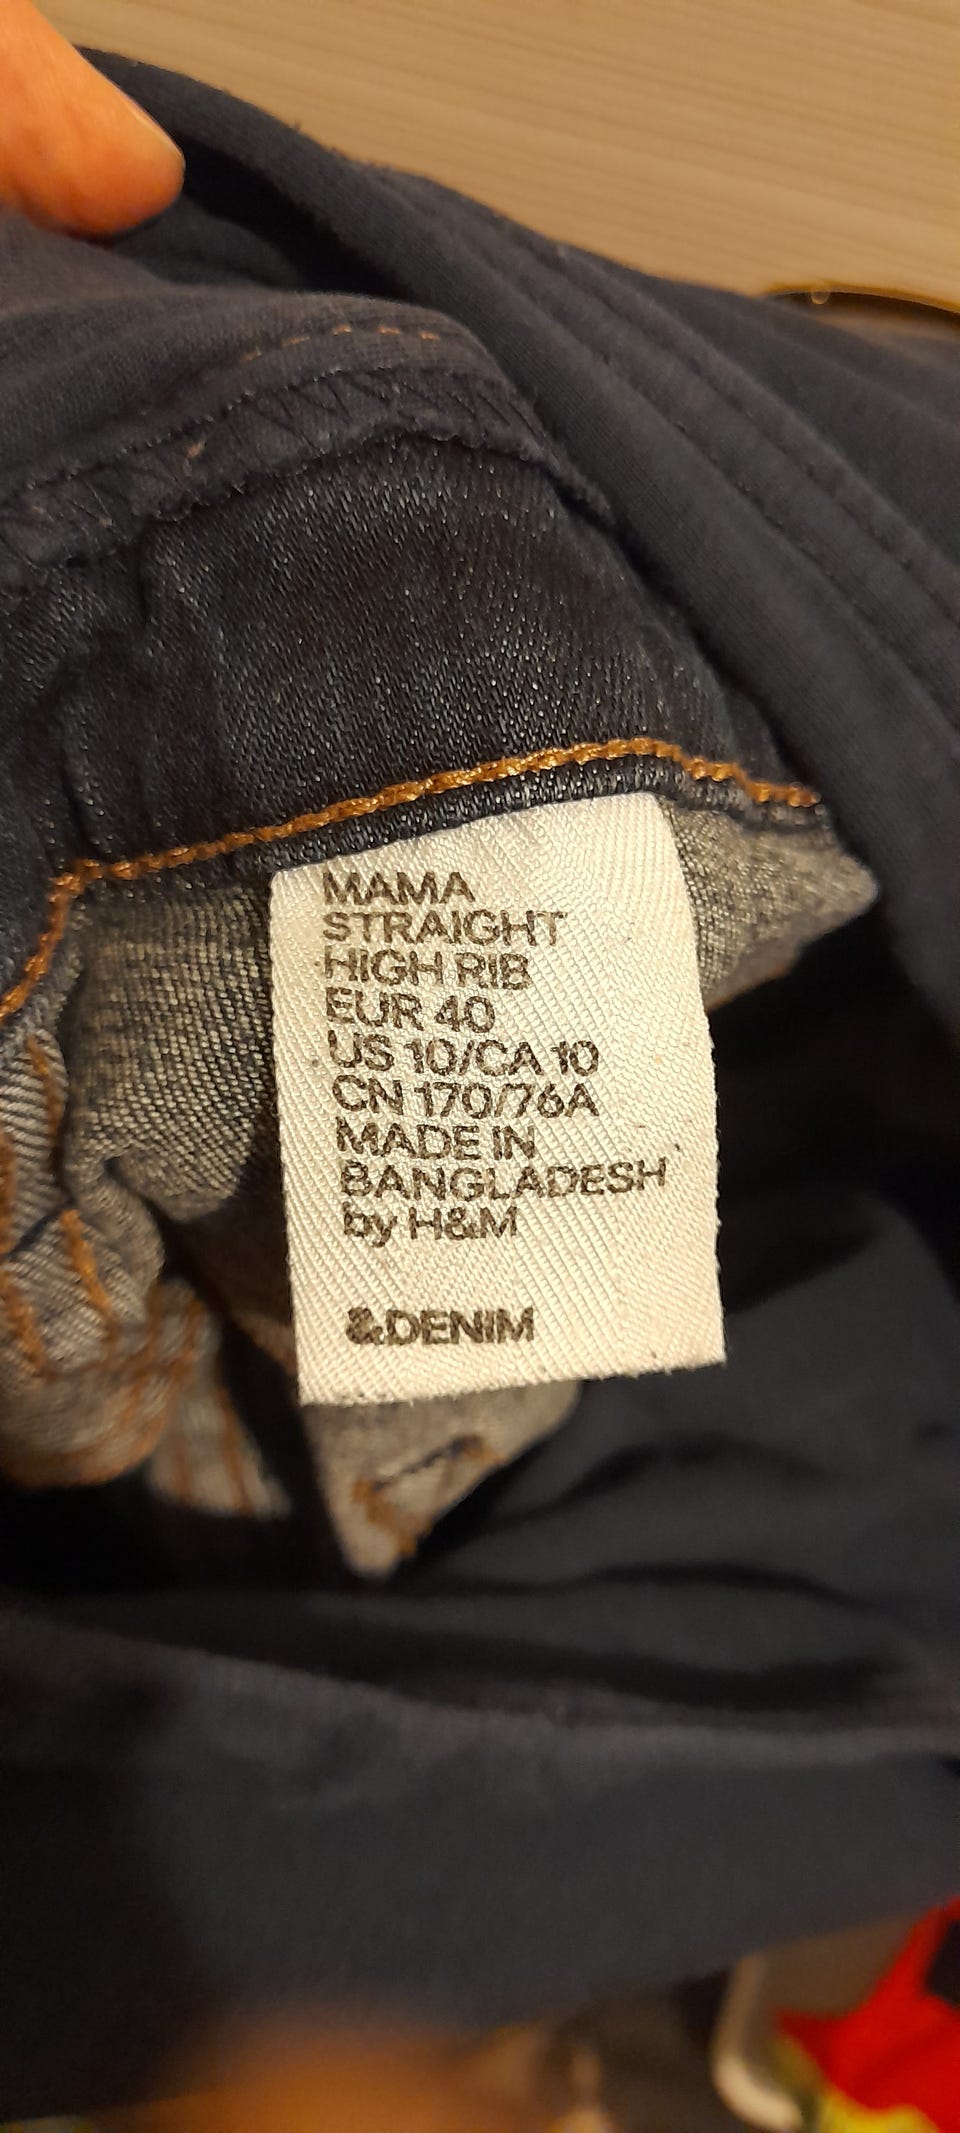 MAMA
STRAIGHT
HIGH RIB
EUR 40
US 10/CA 10
CN 170/76A
MADE IN
BANGLADESH
by H&M
&DENIM